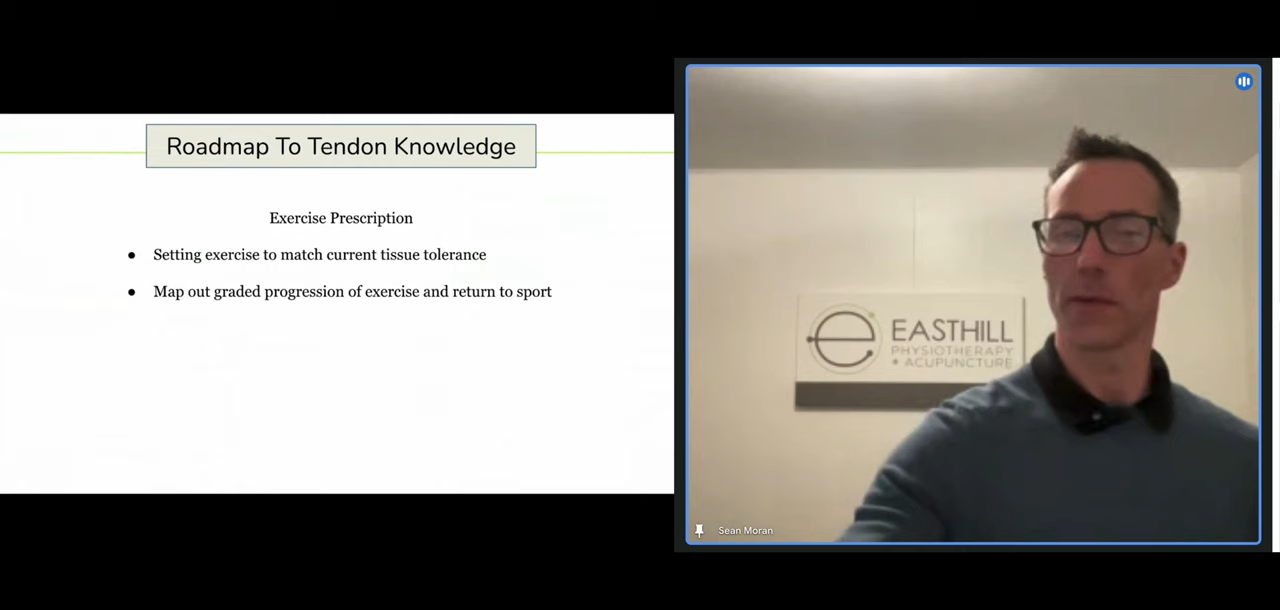 Roadmap To Tendon Knowledge
Exercise Prescription
● Setting exercise to match current tissue tolerance
● Map out graded progression of exercise and return to sport
e EASTHILL
PHYSIOTHERAPY
+ ACUPUNCTURE
Sean Moran